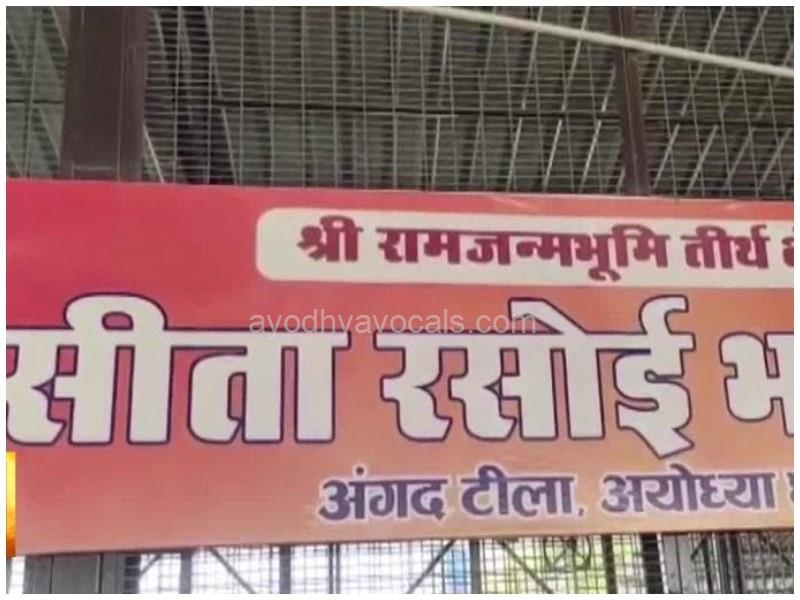 श्री रामजन्मभूमि तीर्थ
सीता रसोई
ayodhyavocals.com
अंगद टीला, अयोध्या